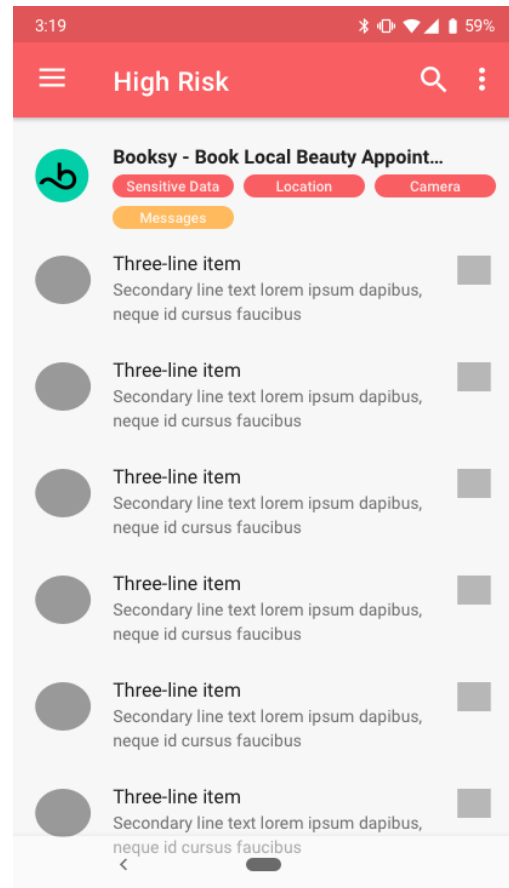 3:19 59%
High Risk
Booksy - Book Local Beauty Appoint...
Sensitive Data Location Camera
Messages
Three-line item
Secondary line text lorem ipsum dapibus,
neque id cursus faucibus
Three-line item
Secondary line text lorem ipsum dapibus,
neque id cursus faucibus
Three-line item
Secondary line text lorem ipsum dapibus,
neque id cursus faucibus
Three-line item
Secondary line text lorem ipsum dapibus,
neque id cursus faucibus
Three-line item
Secondary line text lorem ipsum dapibus,
neque id cursus faucibus
Three-line item
Secondary line text lorem ipsum dapibus,
neque id cursus faucibus